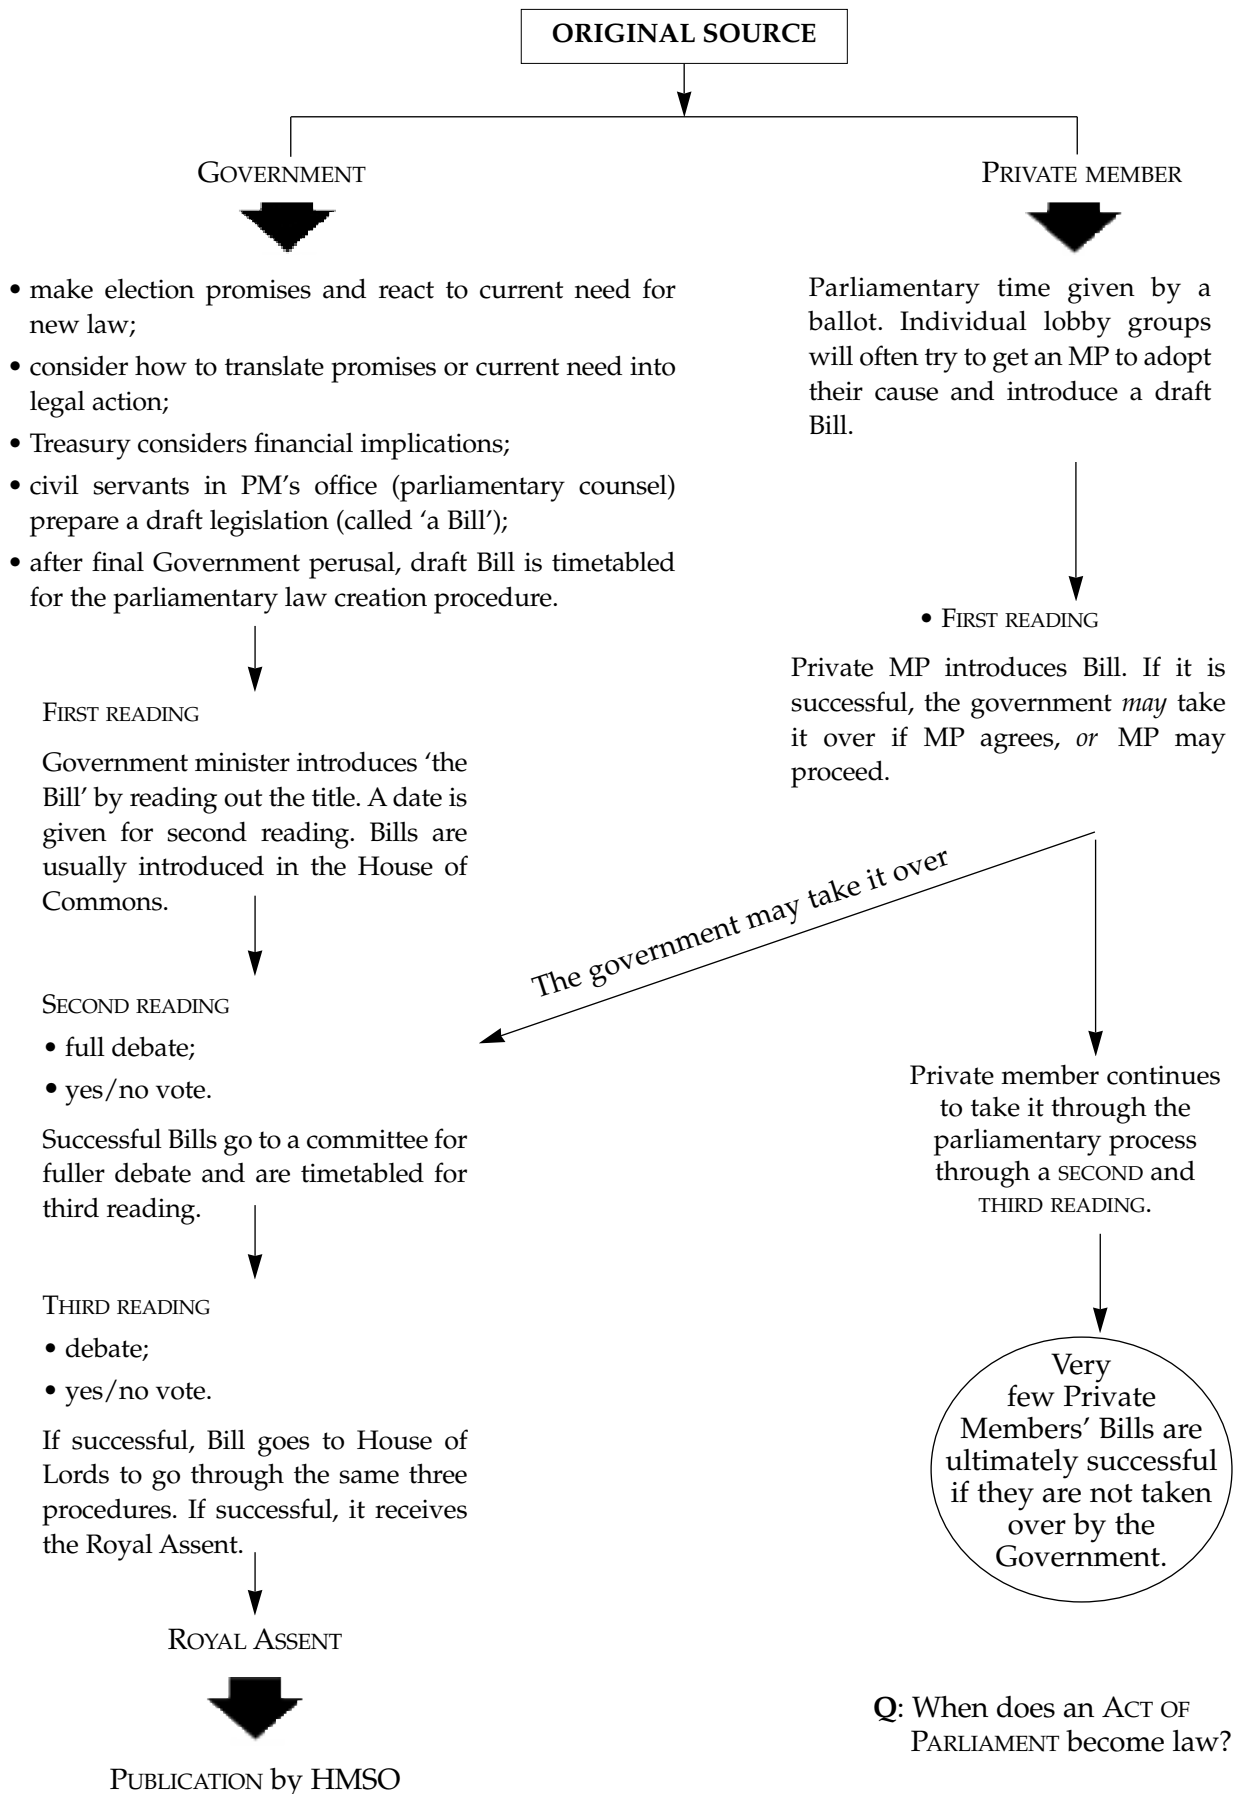 ORIGINAL SOURCE
GOVERNMENT
• make election promises and react to current need for
new law;
• consider how to translate promises or current need into
legal action;
• Treasury considers financial implications;
• civil servants in PM’s office (parliamentary counsel)
prepare a draft legislation (called ‘a Bill’);
• after final Government perusal, draft Bill is timetabled
for the parliamentary law creation procedure.
FIRST READING
Government minister introduces ‘the
Bill’ by reading out the title. A date is
given for second reading. Bills are
usually introduced in the House of
Commons.
SECOND READING
• full debate;
• yes/no vote.
Successful Bills go to a committee for
fuller debate and are timetabled for
third reading.
THIRD READING
• debate;
• yes/no vote.
If successful, Bill goes to House of
Lords to go through the same three
procedures. If successful, it receives
the Royal Assent.
ROYAL ASSENT
PUBLICATION by HMSO
PRIVATE MEMBER
Parliamentary time given by a
ballot. Individual lobby groups
will often try to get an MP to adopt
their cause and introduce a draft
Bill.
• FIRST READING
Private MP introduces Bill. If it is
successful, the government may take
it over if MP agrees, or MP may
proceed.
The government may take it over
Private member continues
to take it through the
parliamentary process
through a SECOND and
THIRD READING.
Very
few Private
Members’ Bills are
ultimately successful
if they are not taken
over by the
Government.
Q: When does an ACT OF
PARLIAMENT become law?